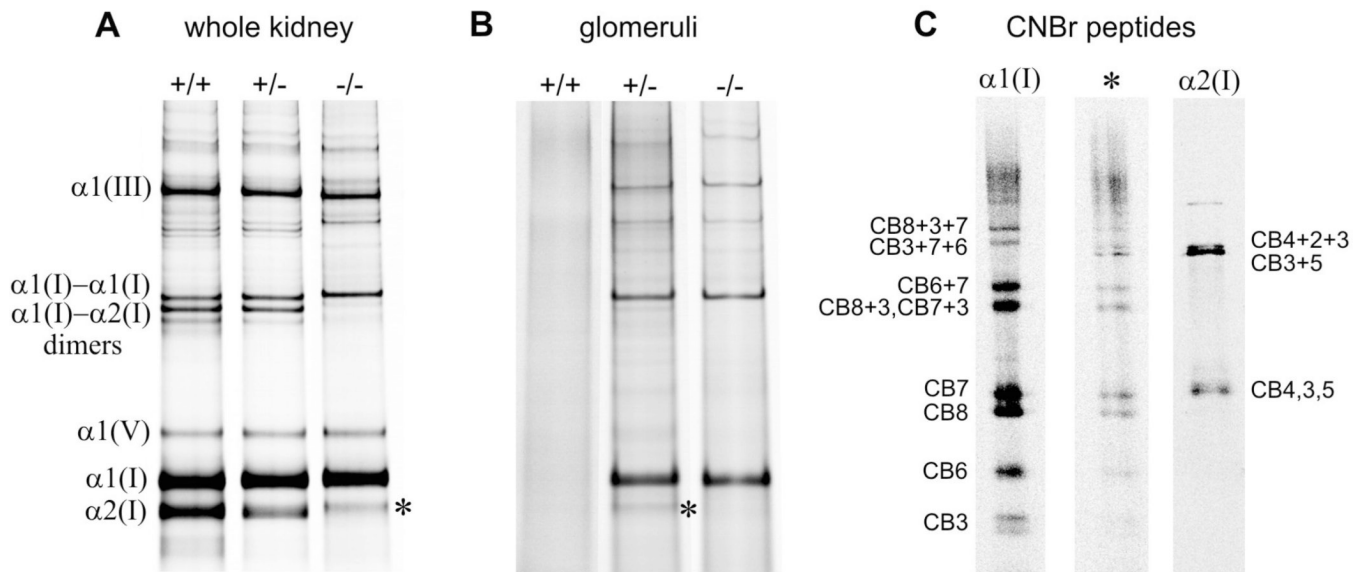 A whole kidney
+/+ +/- -/-
α1(III)
α1(I)–α1(I)
α1(I)–α2(I)
dimers
α1(V)
α1(I)
α2(I)
*
B glomeruli
+/+ +/- -/-
*
C CNBr peptides
α1(I) * α2(I)
CB8+3+7
CB3+7+6
CB6+7
CB8+3,CB7+3
CB7
CB8
CB6
CB3
CB4+2+3
CB3+5
CB4,3,5